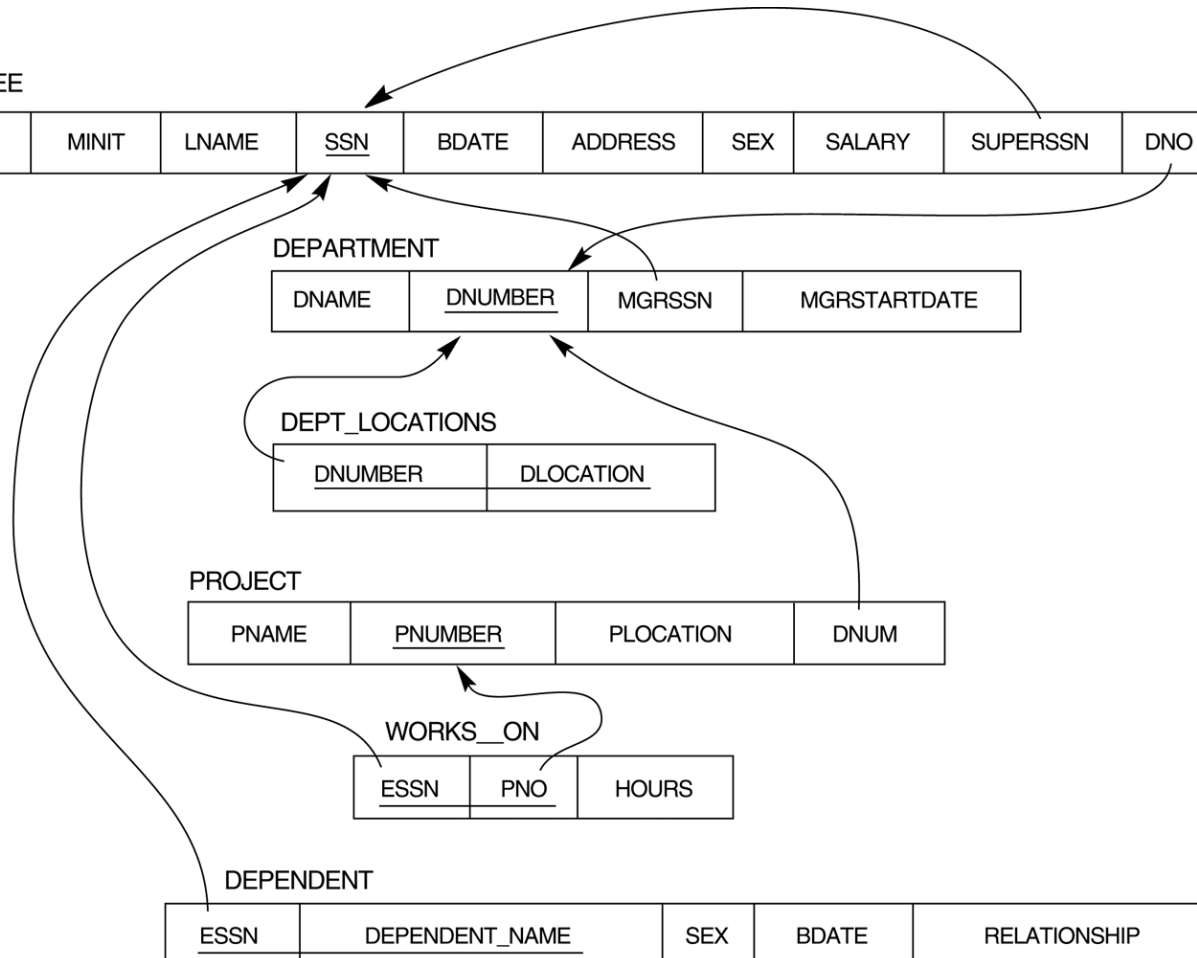 EE
MINIT LNAME SSN BDATE ADDRESS SEX SALARY SUPERSSN DNO
DEPARTMENT
DNAME DNUMBER MGRSSN MGRSTARTDATE
DEPT_LOCATIONS
DNUMBER DLOCATION
PROJECT
PNAME PNUMBER PLOCATION DNUM
WORKS__ON
ESSN PNO HOURS
DEPENDENT
ESSN DEPENDENT_NAME SEX BDATE RELATIONSHIP